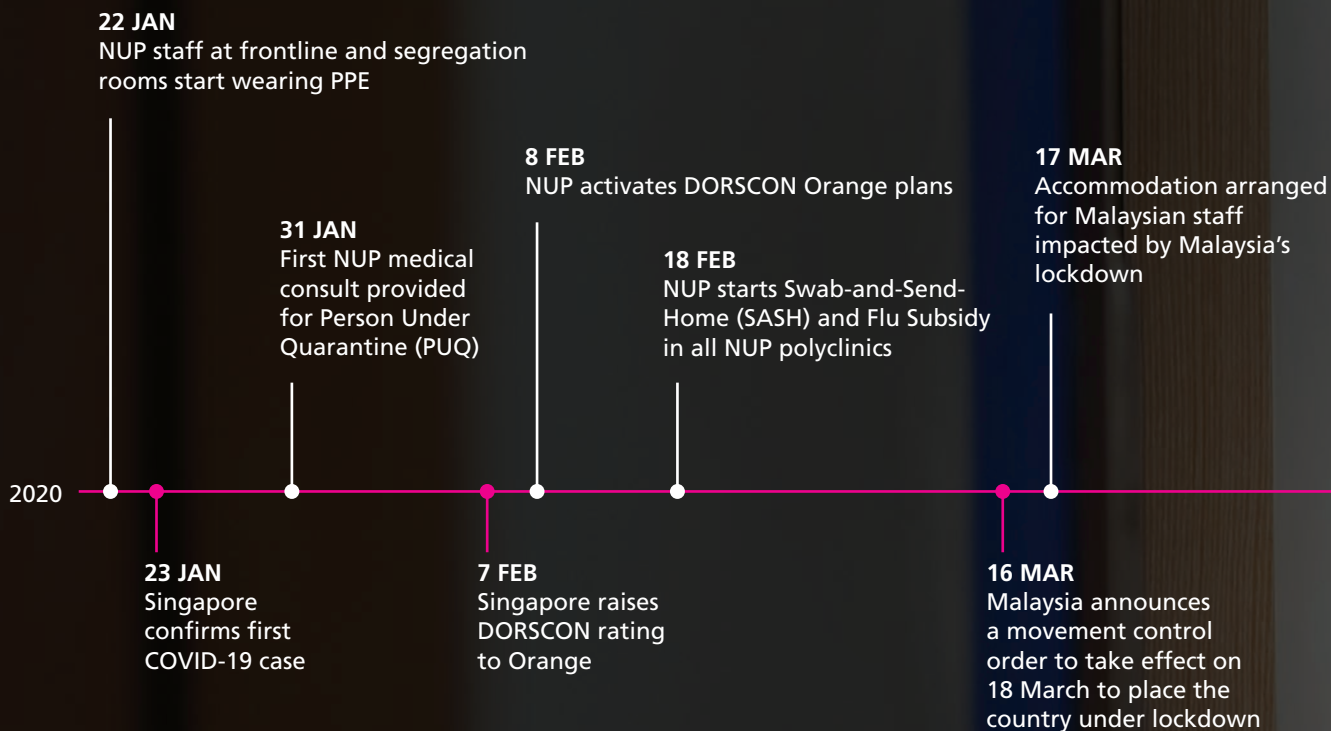 22 JAN
NUP staff at frontline and segregation
rooms start wearing PPE
8 FEB
NUP activates DORSCON Orange plans
17 MAR
Accommodation arranged
for Malaysian staff
impacted by Malaysia's
lockdown
31 JAN
First NUP medical
consult provided
for Person Under
Quarantine (PUQ)
18 FEB
NUP starts Swab-and-Send-
Home (SASH) and Flu Subsidy
in all NUP polyclinics
2020
23 JAN
Singapore
confirms first
COVID-19 case
7 FEB
Singapore raises
DORSCON rating
to Orange
16 MAR
Malaysia announces
a movement control
order to take effect on
18 March to place the
country under lockdown